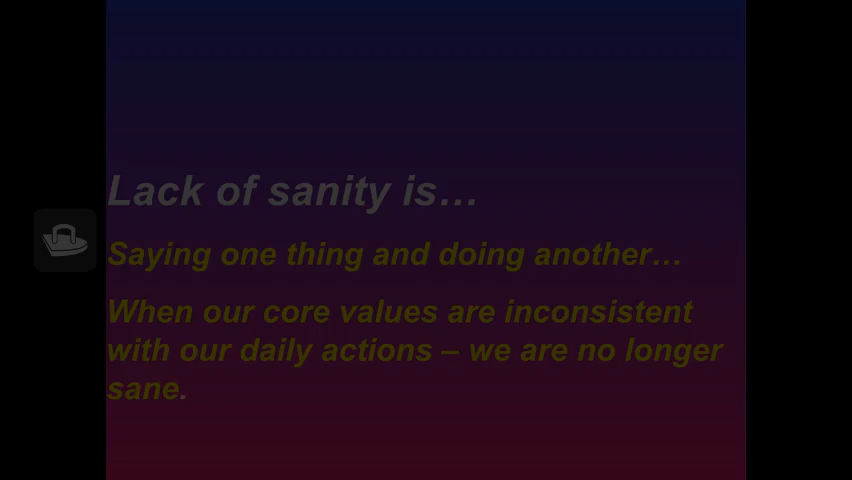 Lack of sanity is…
Saying one thing and doing another…
When our core values are inconsistent
with our daily actions – we are no longer
sane.